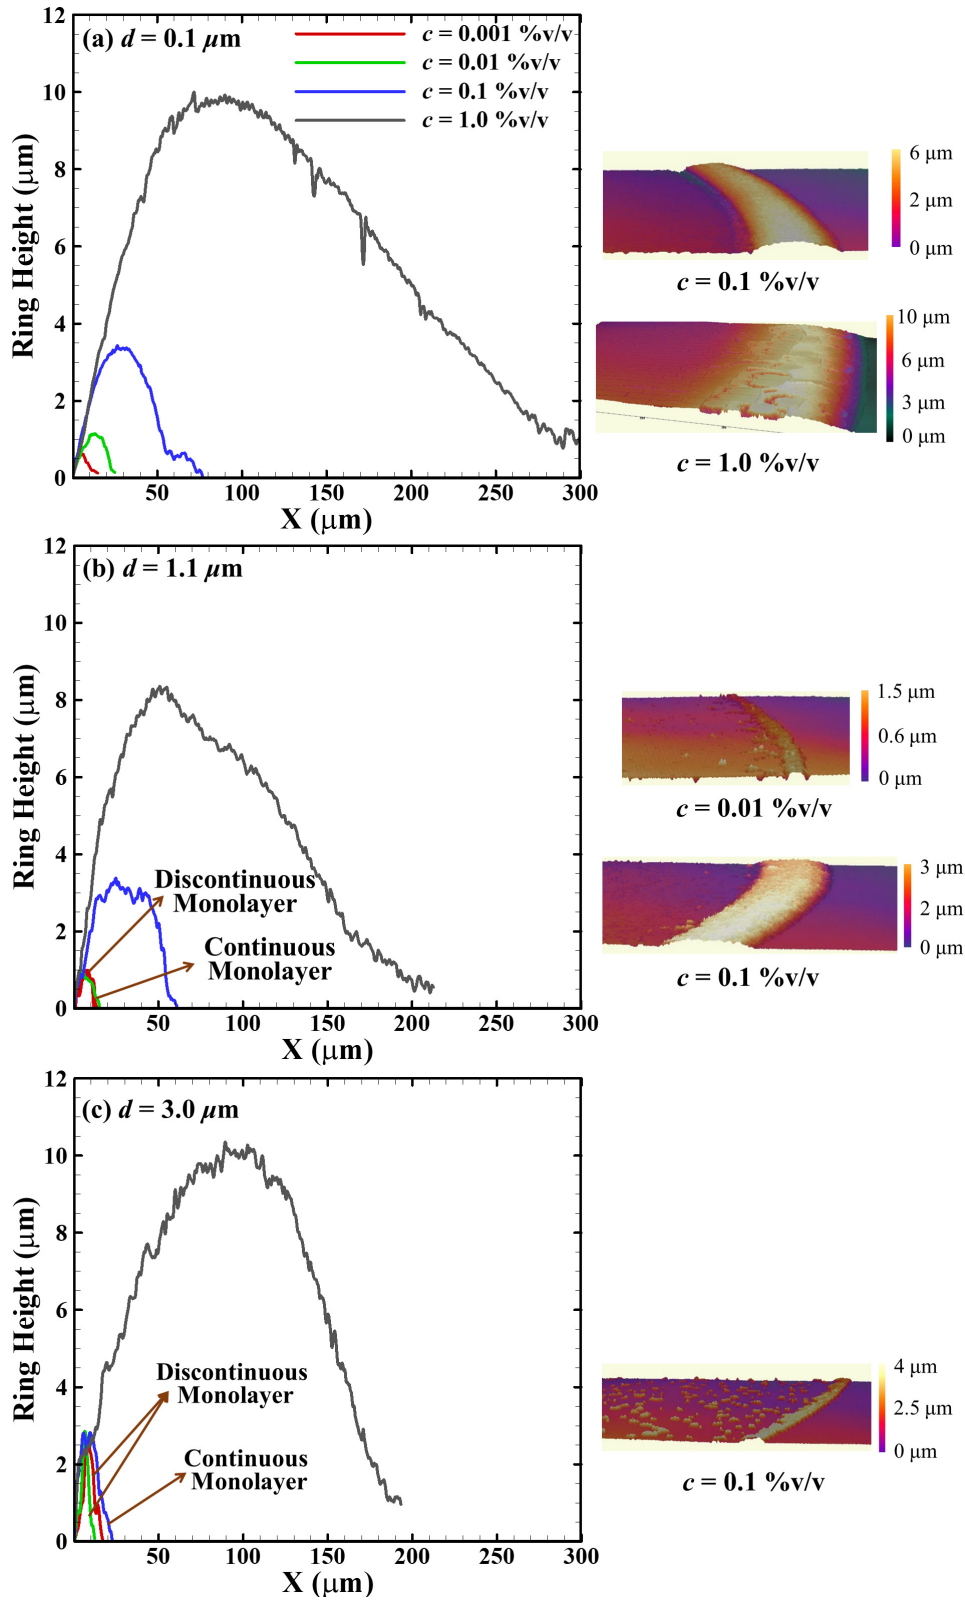 12
(a) d = 0.1 μm
c = 0.001 %v/v
c = 0.01 %v/v
c = 0.1 %v/v
c = 1.0 %v/v
10
8
6
4
2
0
Ring Height (μm)
50 100 150 200 250 300
X (μm)
6 μm
2 μm
0 μm
c = 0.1 %v/v
10 μm
6 μm
3 μm
0 μm
c = 1.0 %v/v
12
(b) d = 1.1 μm
10
8
6
4
2
0
Ring Height (μm)
Discontinuous
Monolayer
Continuous
Monolayer
50 100 150 200 250 300
X (μm)
1.5 μm
0.6 μm
0 μm
c = 0.01 %v/v
3 μm
2 μm
0 μm
c = 0.1 %v/v
12
(c) d = 3.0 μm
10
8
6
4
2
0
Ring Height (μm)
Discontinuous
Monolayer
Continuous
Monolayer
50 100 150 200 250 300
X (μm)
4 μm
2.5 μm
0 μm
c = 0.1 %v/v